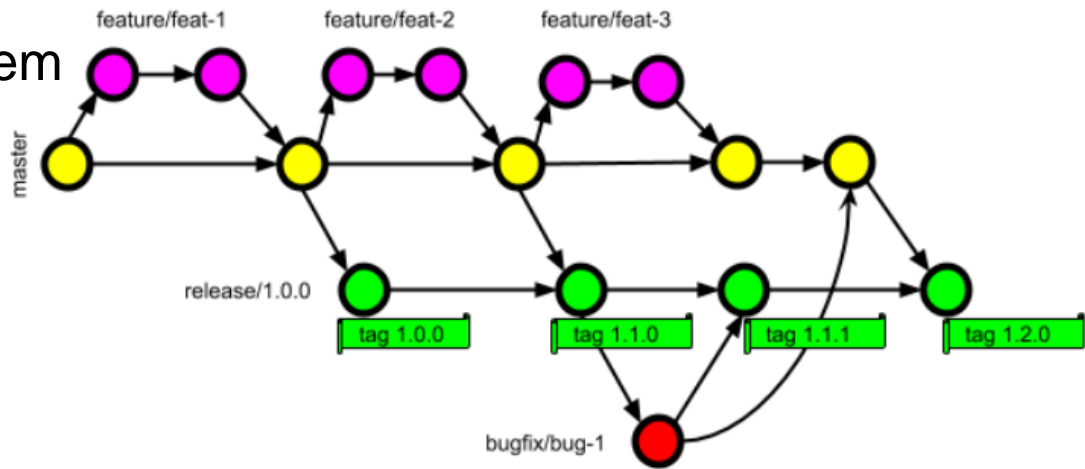 feature/feat-1
feature/feat-2
feature/feat-3
em
master
release/1.0.0
tag 1.0.0
tag 1.1.0
tag 1.1.1
tag 1.2.0
bugfix/bug-1